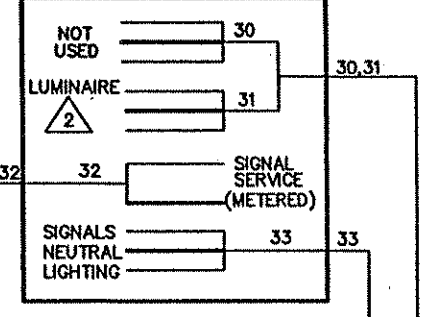 NOT
USED
30
30,31
LUMINAIRE
2
31
32
32
SIGNAL
SERVICE
(METERED)
SIGNALS
NEUTRAL
LIGHTING
33
33